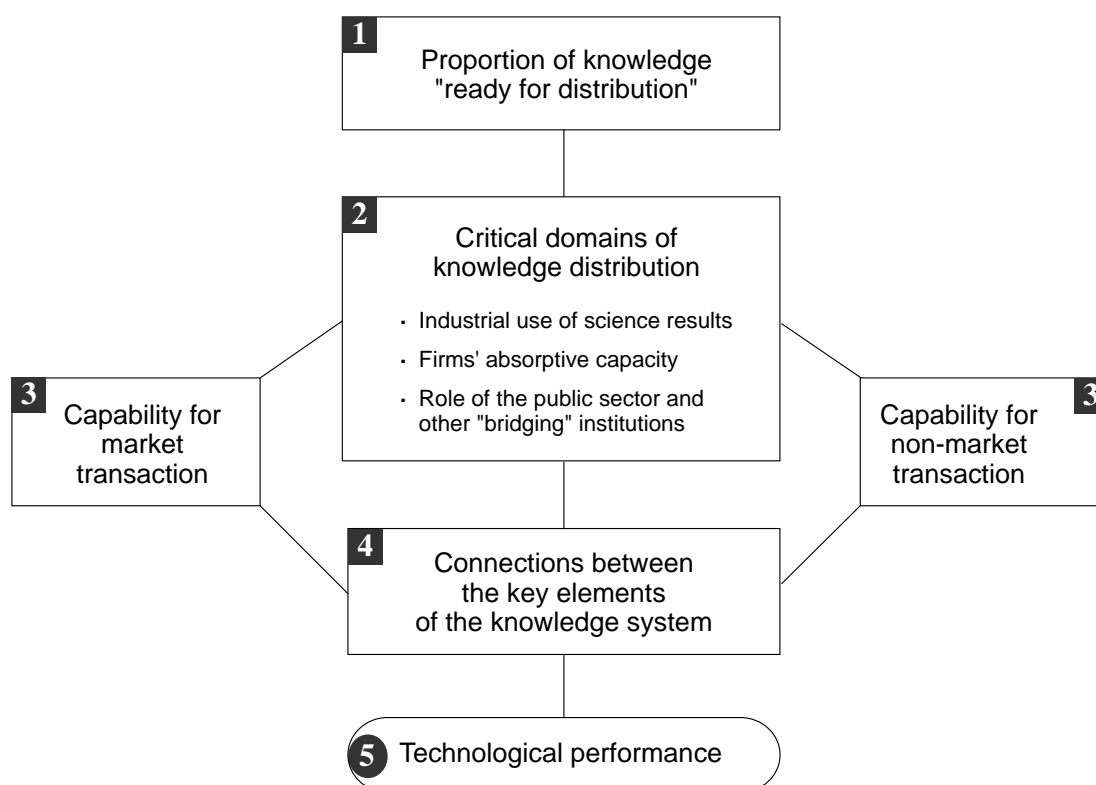 1
Proportion of knowledge
"ready for distribution"
2
Critical domains of
knowledge distribution
· Industrial use of science results
· Firms' absorptive capacity
· Role of the public sector and
other "bridging" institutions
3
Capability for
market
transaction
3
Capability for
non-market
transaction
4
Connections between
the key elements
of the knowledge system
5 Technological performance